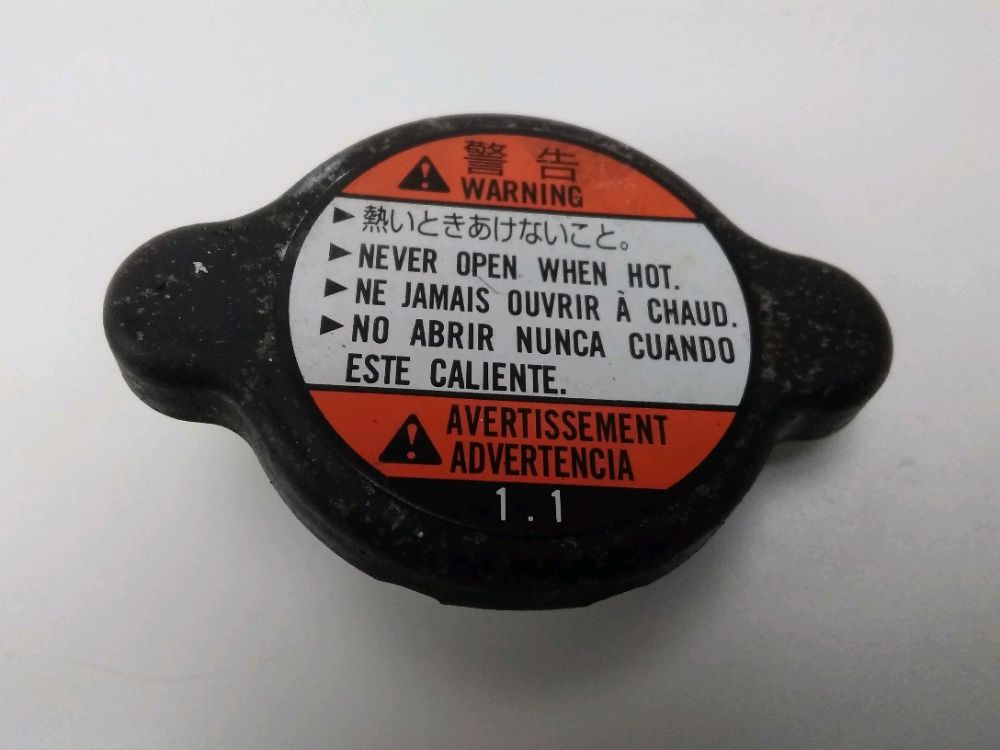 警告
WARNING
▶熱いときあけないこと。
▶NEVER OPEN WHEN HOT.
▶NE JAMAIS OUVRIR À CHAUD.
▶NO ABRIR NUNCA CUANDO
ESTE CALIENTE.
AVERTISSEMENT
ADVERTENCIA
1.1